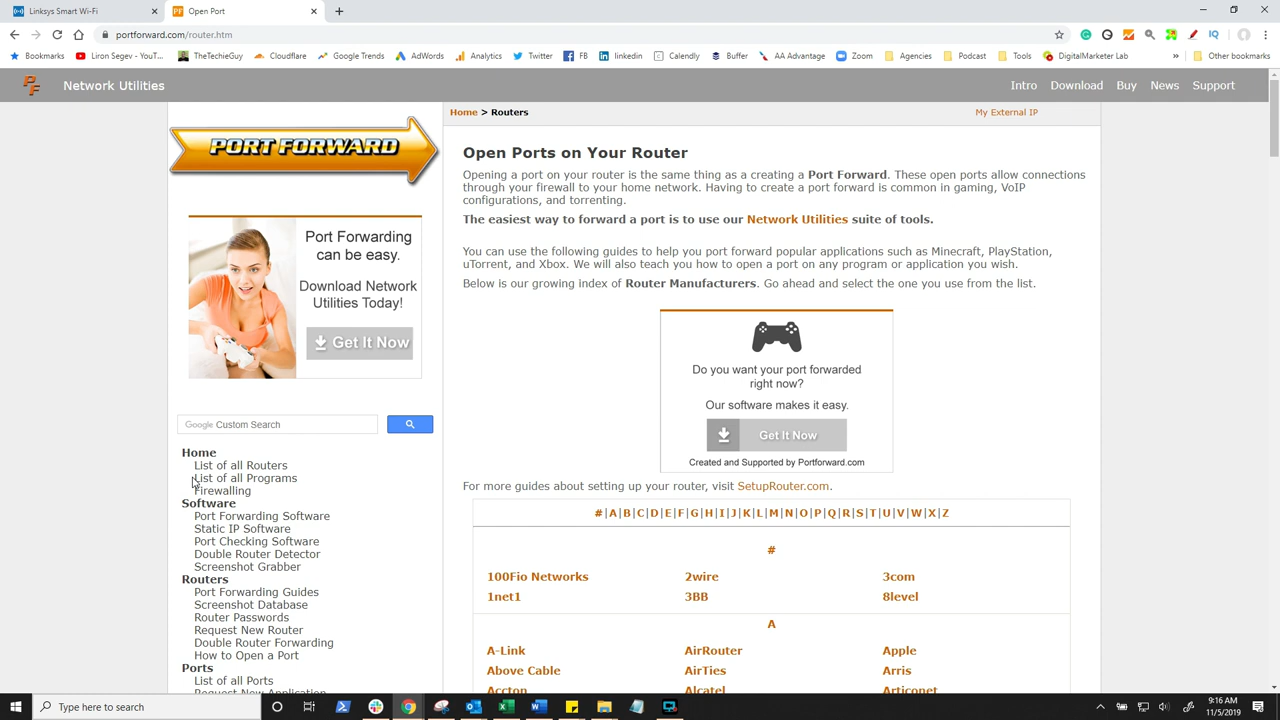 Linksys Smart Wi-Fi
Open Port
portforward.com/router.htm
Bookmarks
Liron Segev - YouT...
TheTechieGuy
Cloudflare
Google Trends
AdWords
Analytics
Twitter
FB
linkedin
Calendly
Buffer
AA Advantage
Zoom
Agencies
Podcast
Tools
DigitalMarketer Lab
»
Other bookmarks
Network Utilities
Intro
Download
Buy
News
Support
PORT FORWARD
Port Forwarding
can be easy.
Download Network
Utilities Today!
Get It Now
Google Custom Search
Home
List of all Routers
List of all Programs
Firewalling
Software
Port Forwarding Software
Static IP Software
Port Checking Software
Double Router Detector
Screenshot Grabber
Routers
Port Forwarding Guides
Screenshot Database
Router Passwords
Request New Router
Double Router Forwarding
How to Open a Port
Ports
List of all Ports
Request New Application
Home > Routers
My External IP
Open Ports on Your Router
Opening a port on your router is the same thing as a creating a Port Forward. These open ports allow connections
through your firewall to your home network. Having to create a port forward is common in gaming, VoIP
configurations, and torrenting.
The easiest way to forward a port is to use our Network Utilities suite of tools.
You can use the following guides to help you port forward popular applications such as Minecraft, PlayStation,
uTorrent, and Xbox. We will also teach you how to open a port on any program or application you wish.
Below is our growing index of Router Manufacturers. Go ahead and select the one you use from the list.
Do you want your port forwarded
right now?
Our software makes it easy.
Get It Now
Created and Supported by Portforward.com
For more guides about setting up your router, visit SetupRouter.com.
#|A|B|C|D|E|F|G|H|I|J|K|L|M|N|O|P|Q|R|S|T|U|V|W|X|Z
#
100Fio Networks
2wire
3com
1net1
3BB
8level
A
A-Link
AirRouter
Apple
Above Cable
AirTies
Arris
Accton
Alcatel
Articonet
Type here to search
9:16 AM
11/5/2019